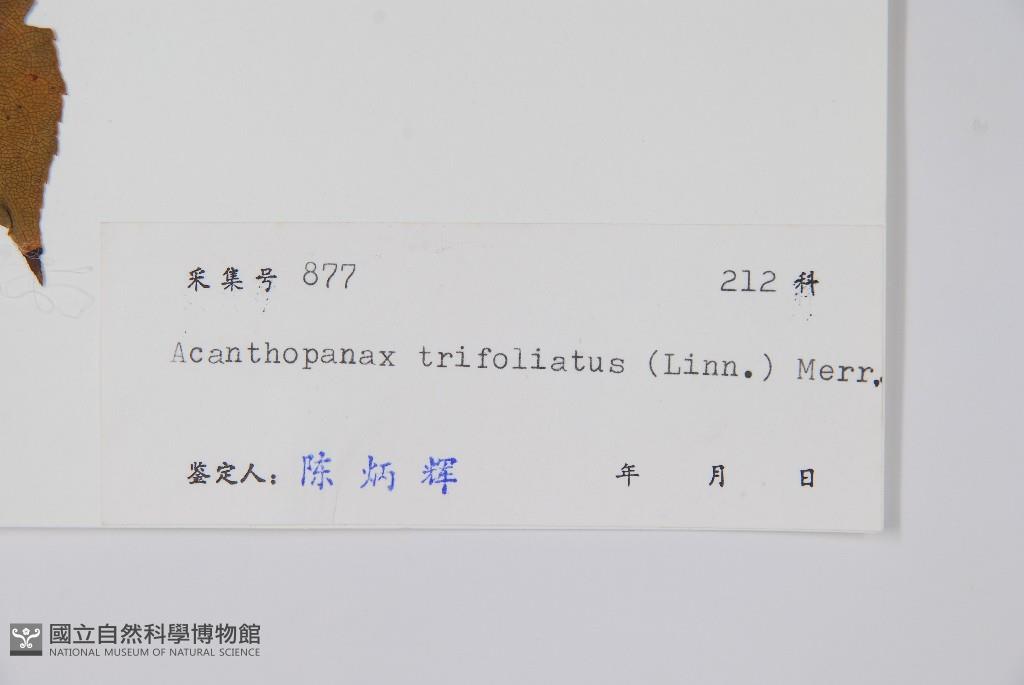 采集号 877 212 科
Acanthopanax trifoliatus (Linn.) Merr.
鉴定人: 陈炳辉 年 月 日
國立自然科學博物館
NATIONAL MUSEUM OF NATURAL SCIENCE